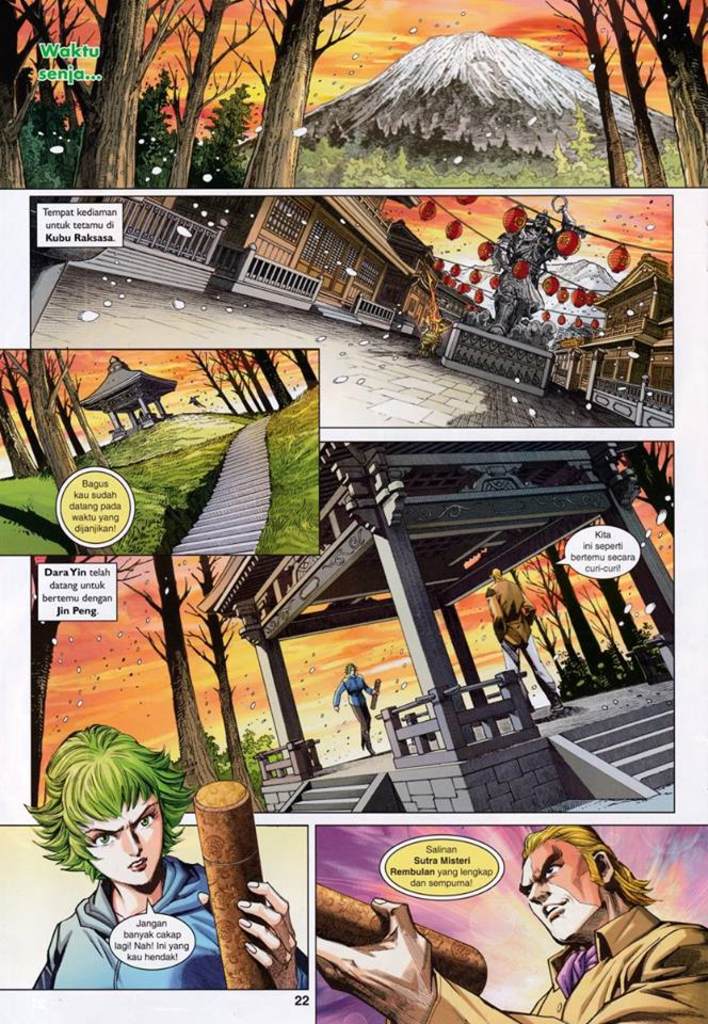 Waktu
senja...
Tempat kediaman
untuk tetamu di
Kubu Raksasa.
Bagus
kau sudah
datang pada
waktu yang
dijanjikan!
Kita
ini seperti
bertemu secara
curi-curi!
Dara Yin telah
datang untuk
bertemu dengan
Jin Peng.
Jangan
banyak cakap
lagi! Nah! Ini yang
kau hendak!
Salinan
Sutra Misteri
Rembulan yang lengkap
dan sempurna!
22